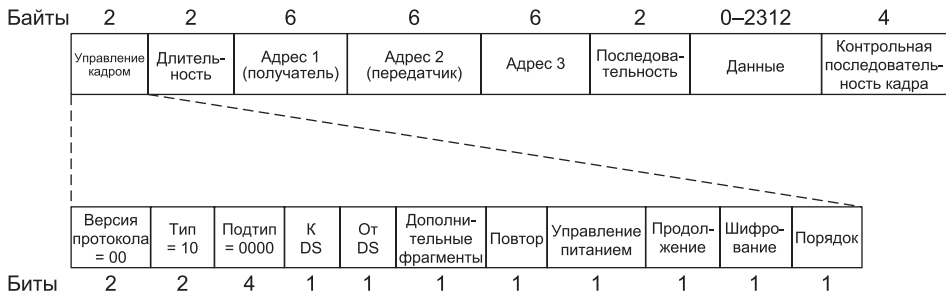 Байты 2 2 6 6 6 2 0–2312 4
Управление кадром
Длитель-
ность
Адрес 1
(получатель)
Адрес 2
(передатчик)
Адрес 3
Последова-
тельность
Данные
Контрольная
последователь-
ность кадра
Версия
протокола
= 00
Тип
= 10
Подтип
= 0000
К
DS
От
DS
Дополни-
тельные
фрагменты
Повтор
Управление
питанием
Продол-
жение
Шифро-
вание
Порядок
Биты 2 2 4 1 1 1 1 1 1 1 1